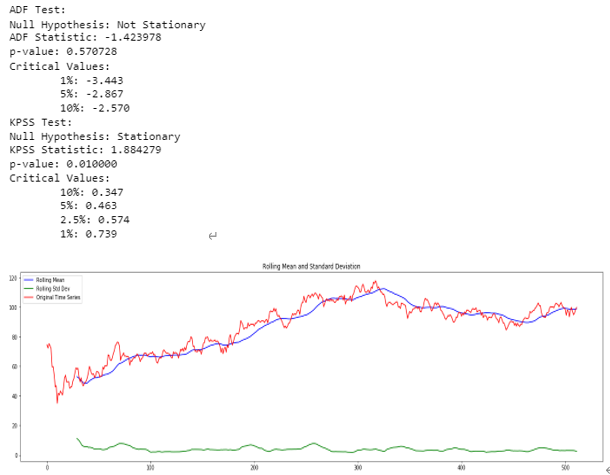 ADF Test:
Null Hypothesis: Not Stationary
ADF Statistic: -1.423978
p-value: 0.570728
Critical Values:
1%: -3.443
5%: -2.867
10%: -2.570
KPSS Test:
Null Hypothesis: Stationary
KPSS Statistic: 1.884279
p-value: 0.010000
Critical Values:
10%: 0.347
5%: 0.463
2.5%: 0.574
1%: 0.739
Rolling Mean and Standard Deviation
Rolling Mean
Rolling Std Dev
Original Time Series
120
100
80
60
40
20
0
0 100 200 300 400 500